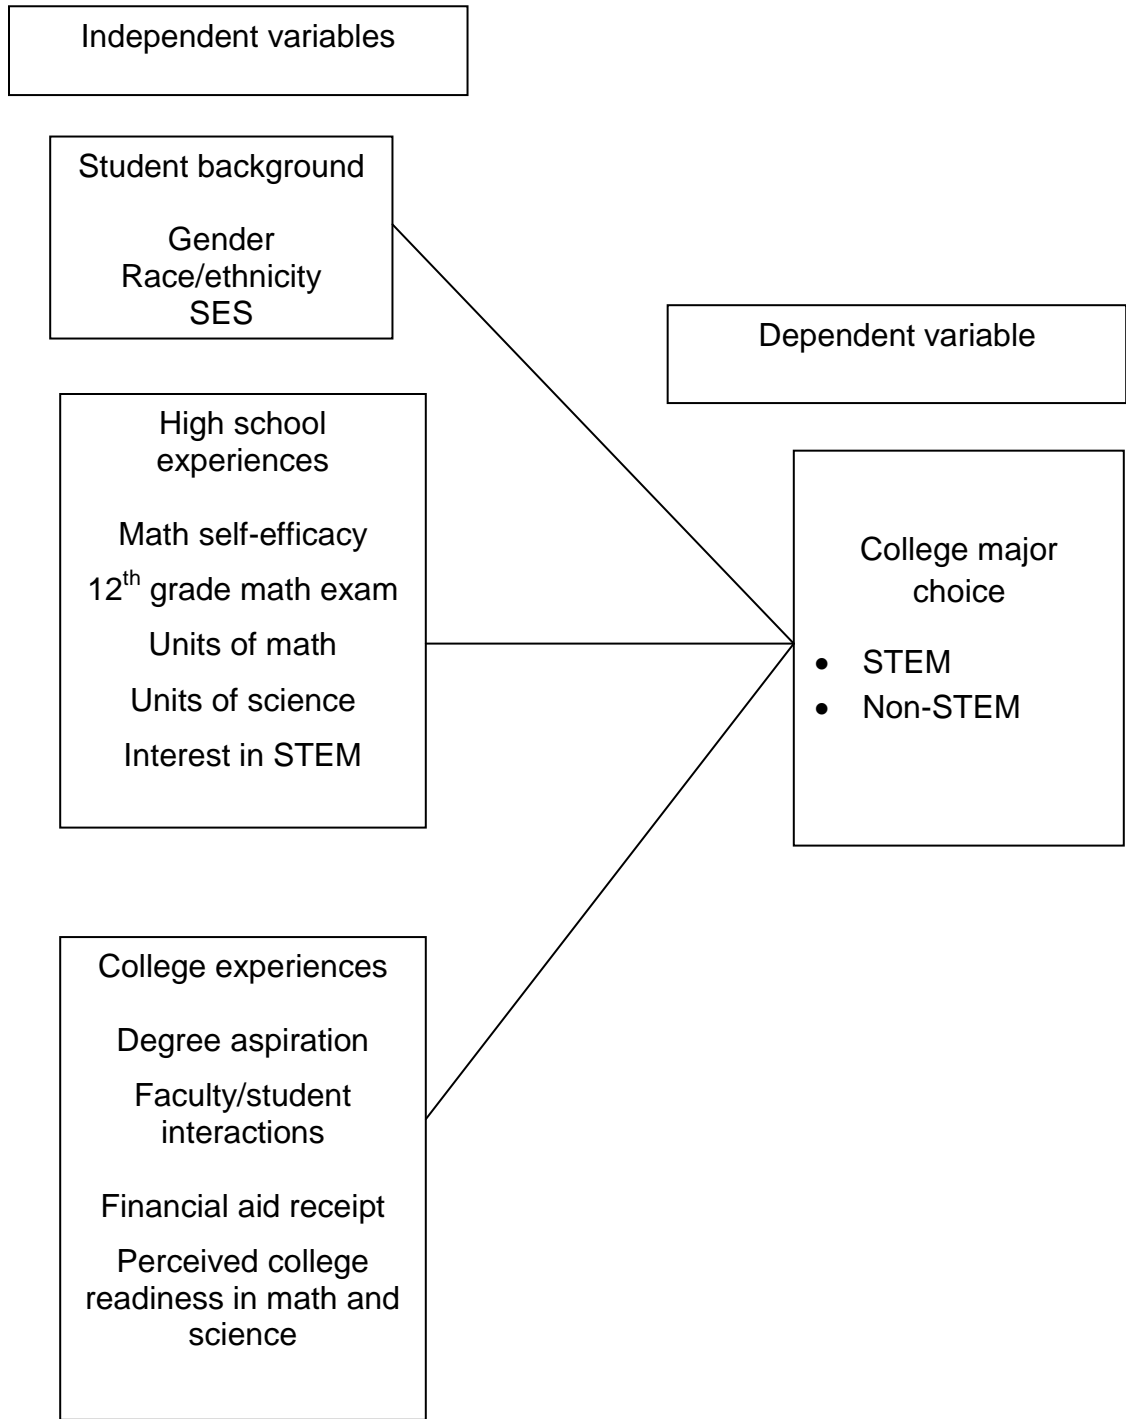 Independent variables
Student background
Gender
Race/ethnicity
SES
High school
experiences
Math self-efficacy
12th grade math exam
Units of math
Units of science
Interest in STEM
College experiences
Degree aspiration
Faculty/student
interactions
Financial aid receipt
Perceived college
readiness in math and
science
Dependent variable
College major
choice
• STEM
• Non-STEM